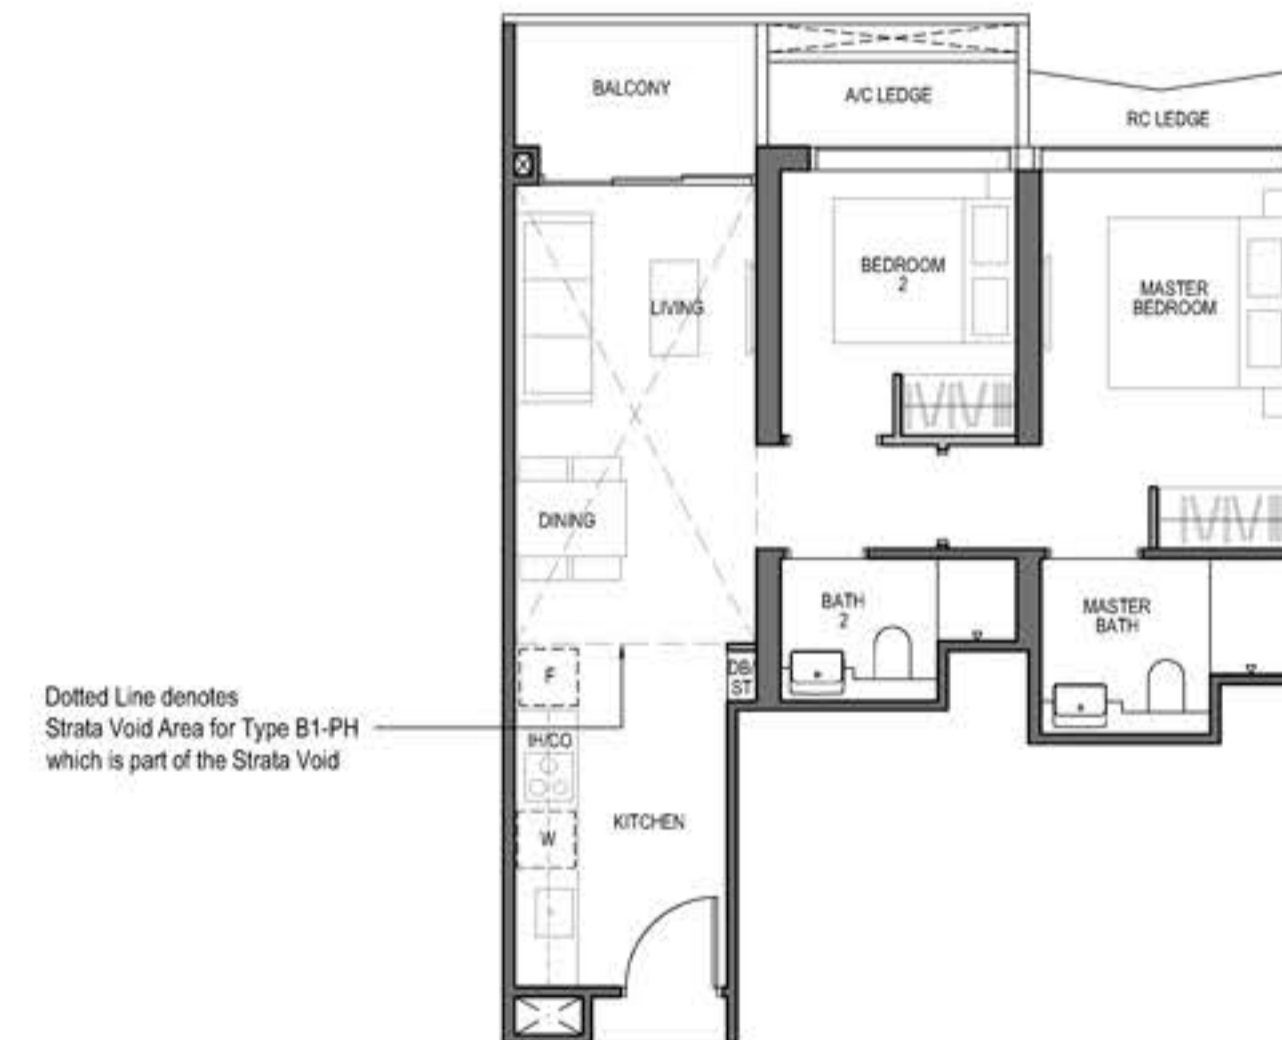 BALCONY
A/C LEDGE
RC LEDGE
BEDROOM
2
MASTER
BEDROOM
LIVING
DINING
BATH
2
MASTER
BATH
F
DB/
ST
Dotted Line denotes
Strata Void Area for Type B1-PH
which is part of the Strata Void
IH/CO
W
KITCHEN